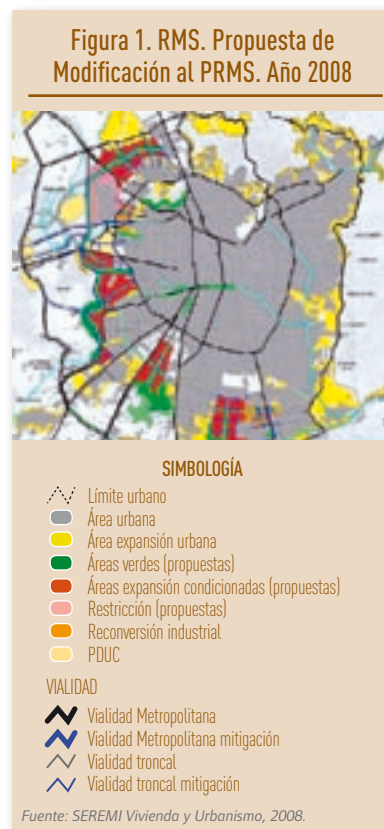 Figura 1. RMS. Propuesta de
Modificación al PRMS. Año 2008
SIMBOLOGÍA
Límite urbano
Área urbana
Área expansión urbana
Áreas verdes (propuestas)
Áreas expansión condicionadas (propuestas)
Restricción (propuestas)
Reconversión industrial
PDUC
VIALIDAD
Vialidad Metropolitana
Vialidad Metropolitana mitigación
Vialidad troncal
Vialidad troncal mitigación
Fuente: SEREMI Vivienda y Urbanismo, 2008.